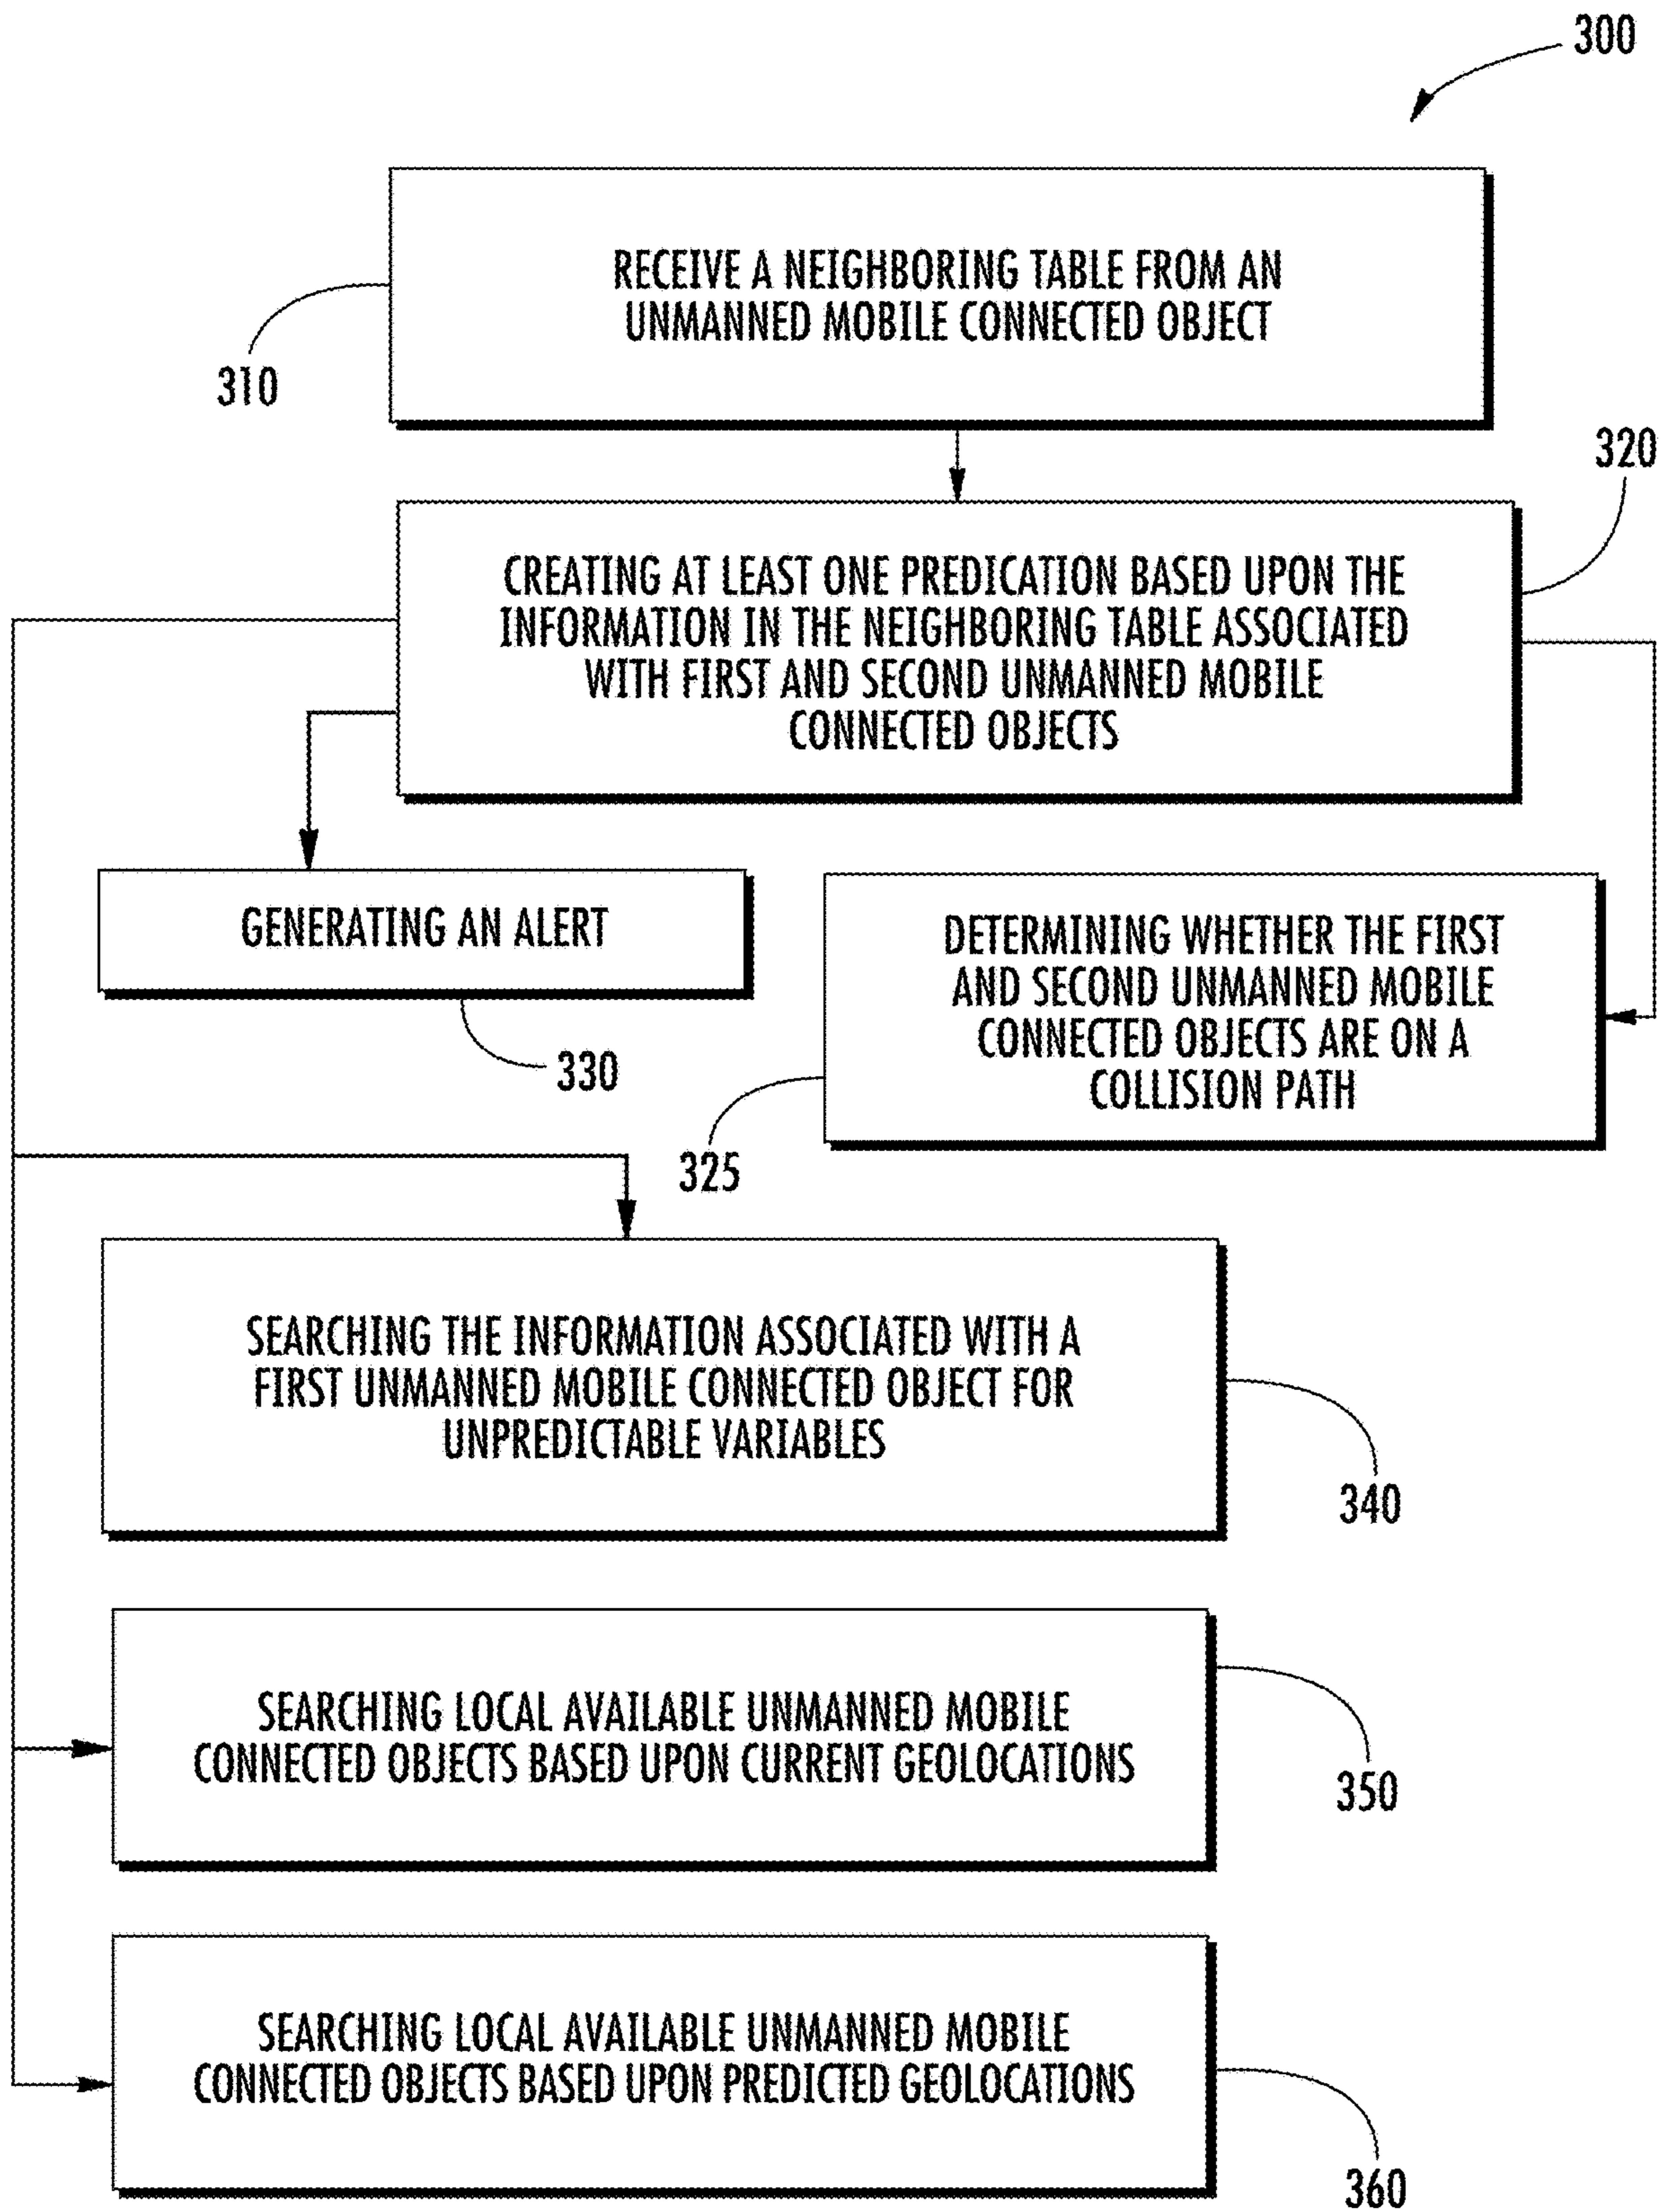 300
RECEIVE A NEIGHBORING TABLE FROM AN
UNMANNED MOBILE CONNECTED OBJECT
310
320
CREATING AT LEAST ONE PREDICATION BASED UPON THE
INFORMATION IN THE NEIGHBORING TABLE ASSOCIATED
WITH FIRST AND SECOND UNMANNED MOBILE
CONNECTED OBJECTS
GENERATING AN ALERT
330
DETERMINING WHETHER THE FIRST
AND SECOND UNMANNED MOBILE
CONNECTED OBJECTS ARE ON A
COLLISION PATH
325
SEARCHING THE INFORMATION ASSOCIATED WITH A
FIRST UNMANNED MOBILE CONNECTED OBJECT FOR
UNPREDICTABLE VARIABLES
340
SEARCHING LOCAL AVAILABLE UNMANNED MOBILE
CONNECTED OBJECTS BASED UPON CURRENT GEOLOCATIONS
350
SEARCHING LOCAL AVAILABLE UNMANNED MOBILE
CONNECTED OBJECTS BASED UPON PREDICTED GEOLOCATIONS
360